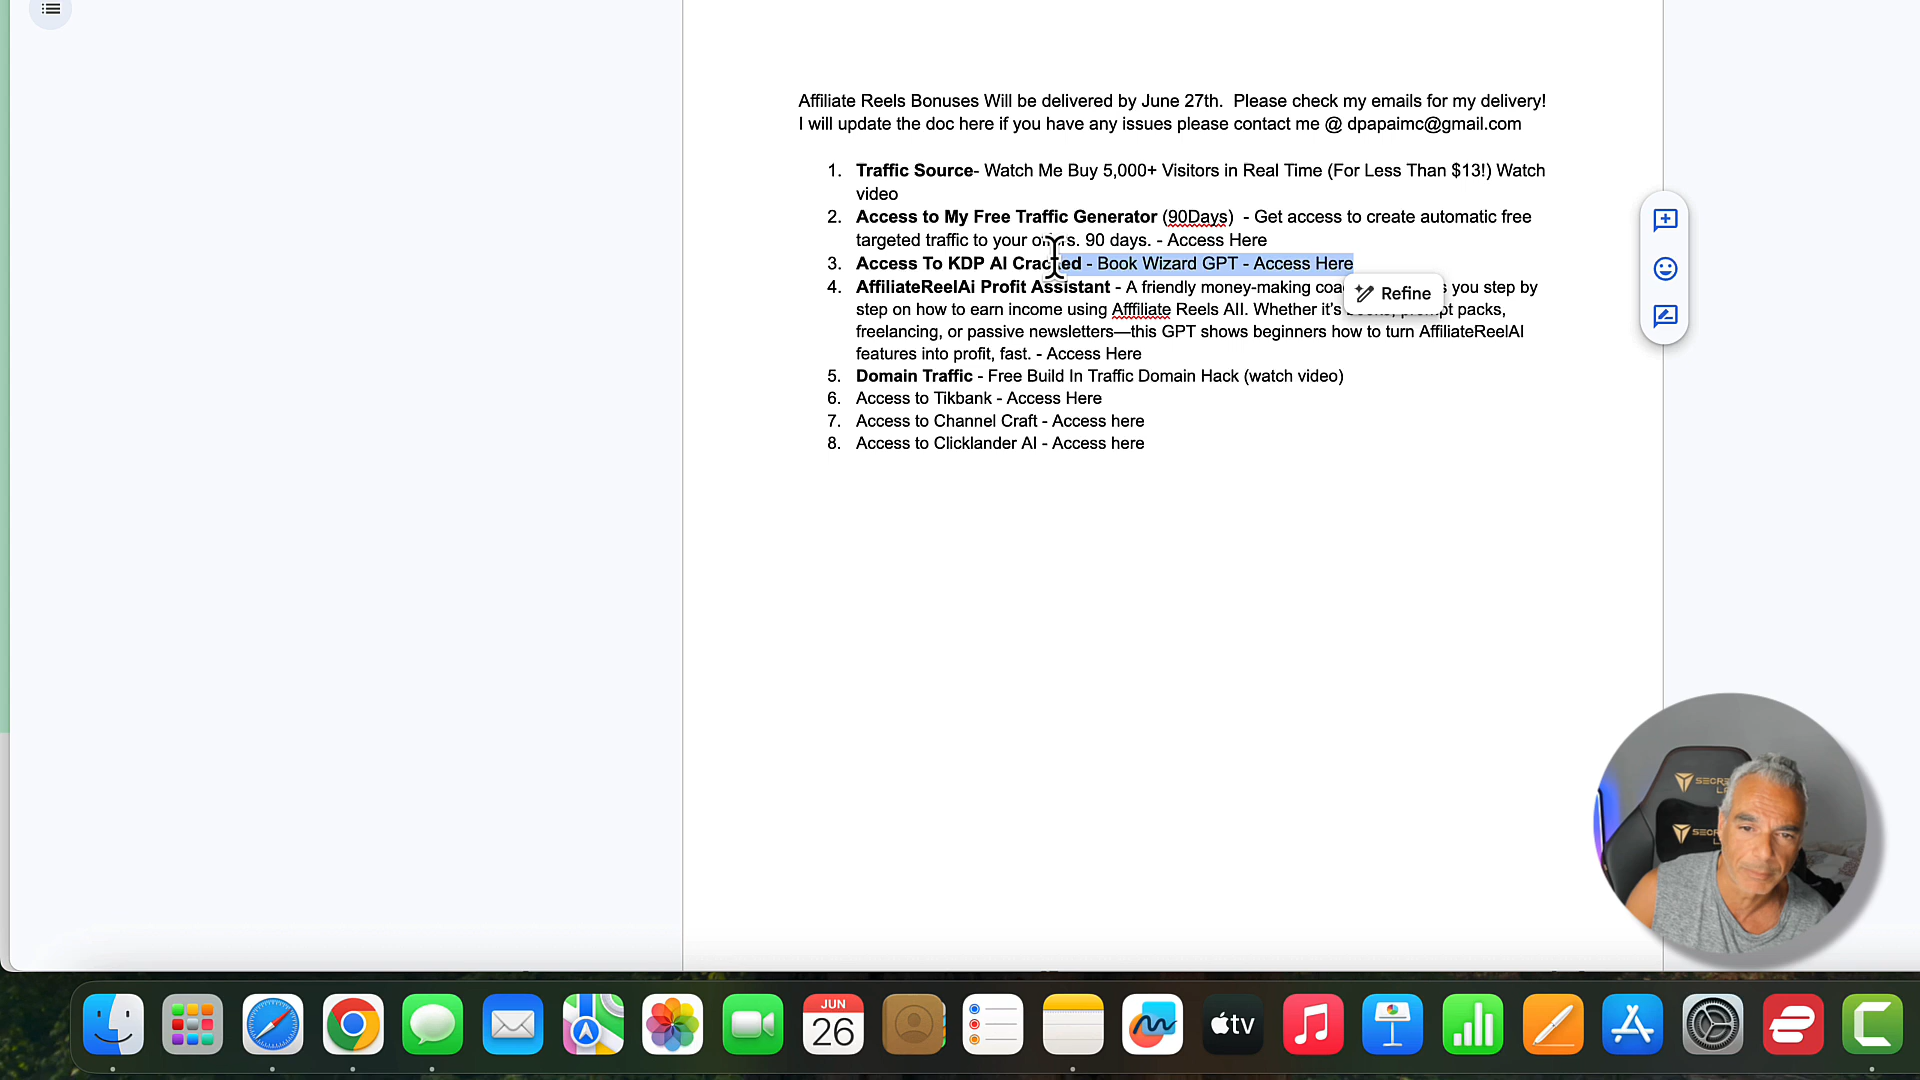 Affiliate Reels Bonuses Will be delivered by June 27th.  Please check my emails for my delivery!
I will update the doc here if you have any issues please contact me @ dpapaimc@gmail.com
1. Traffic Source- Watch Me Buy 5,000+ Visitors in Real Time (For Less Than $13!) Watch
video
2. Access to My Free Traffic Generator (90Days)  - Get access to create automatic free
targeted traffic to your 90 days. - Access Here
3. Access To KDP AI Cracked - Book Wizard GPT - Access Here
4. AffiliateReelAi Profit Assistant - A friendly money-making you step by
Refine
step on how to earn income using Afffiliate Reels AII. Whether it's packs,
freelancing, or passive newsletters—this GPT shows beginners how to turn AffiliateReelAI
features into profit, fast. - Access Here
5. Domain Traffic - Free Build In Traffic Domain Hack (watch video)
6. Access to Tikbank - Access Here
7. Access to Channel Craft - Access here
8. Access to Clicklander AI - Access here
JUN
26
tv